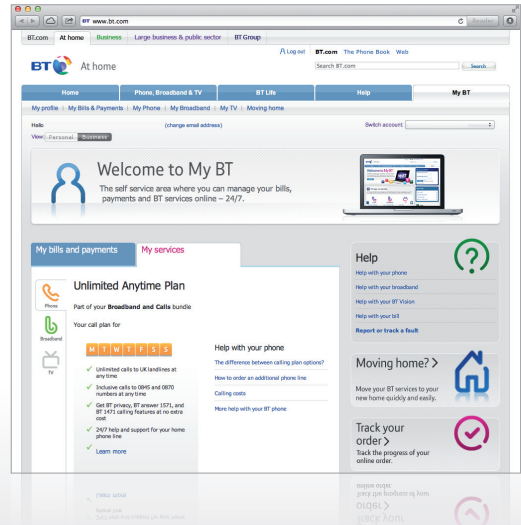 BT www.bt.com
Reader
BT.com At home Business Large business & public sector BT Group
Log out BT.com The Phone Book Web
BT At home
Search BT.com Search
Home Phone, Broadband & TV BT Life Help My BT
My profile | My Bills & Payments | My Phone | My Broadband | My TV | Moving home
Hello (change email address) Switch account:
View: Personal Business
Welcome to My BT
The self service area where you can manage your bills,
payments and BT services online – 24/7.
My bills and payments My services
Phone
Broadband
TV
Unlimited Anytime Plan
Part of your Broadband and Calls bundle
Your call plan for
M T W T F S S
Unlimited calls to UK landlines at
any time
Inclusive calls to 0845 and 0870
numbers at any time
Get BT privacy, BT answer 1571, and
BT 1471 calling features at no extra
cost
24/7 help and support for your home
phone line
Learn more
Help with your phone
The difference between calling plan options?
How to order an additional phone line
Calling costs
More help with your BT phone
Help
Help with your phone
Help with your broadband
Help with your BT Vision
Help with your bill
Report or track a fault
Moving home? >
Move your BT services to your
new home quickly and easily.
Track your
order >
Track the progress of your
online order.